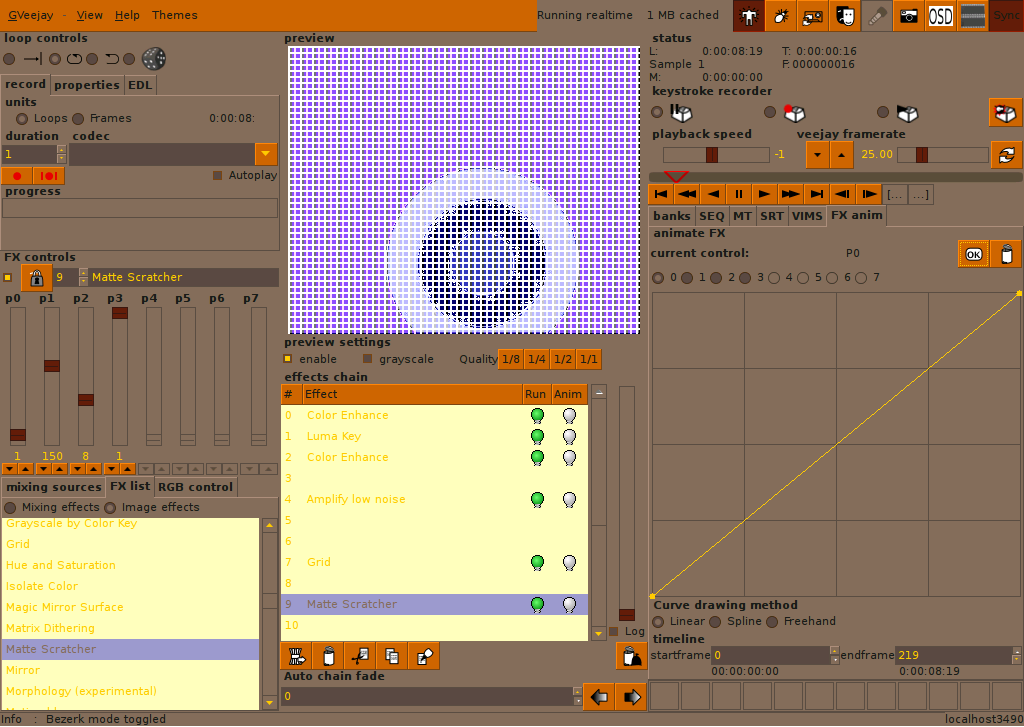 GVeejay - View Help Themes
Running realtime 1 MB cached
OSD
Sync
loop controls
record properties EDL
units
Loops Frames 0:00:08:
duration codec
1
Autoplay
progress
FX controls
9 Matte Scratcher
p0 p1 p2 p3 p4 p5 p6 p7
1 150 8 1
mixing sources FX list RGB control
Mixing effects Image effects
Grayscale by Color Key
Grid
Hue and Saturation
Isolate Color
Magic Mirror Surface
Matrix Dithering
Matte Scratcher
Mirror
Morphology (experimental)
preview
preview settings
enable grayscale Quality 1/8 1/4 1/2 1/1
effects chain
# Effect Run Anim
0 Color Enhance
1 Luma Key
2 Color Enhance
3
4 Amplify low noise
5
6
7 Grid
8
9 Matte Scratcher
10
Log
Auto chain fade
0
status
L: 0:00:08:19 T: 0:00:00:16
Sample 1 F:000000016
M: 0:00:00:00
keystroke recorder
playback speed veejay framerate
-1 25.00
[... ...]
banks SEQ MT SRT VIMS FX anim
animate FX
current control: P0
OK
0 1 2 3 4 5 6 7
Curve drawing method
Linear Spline Freehand
timeline
startframe 0 endframe 219
00:00:00:00 0:00:08:19
Info : Bezerk mode toggled
localhost3490